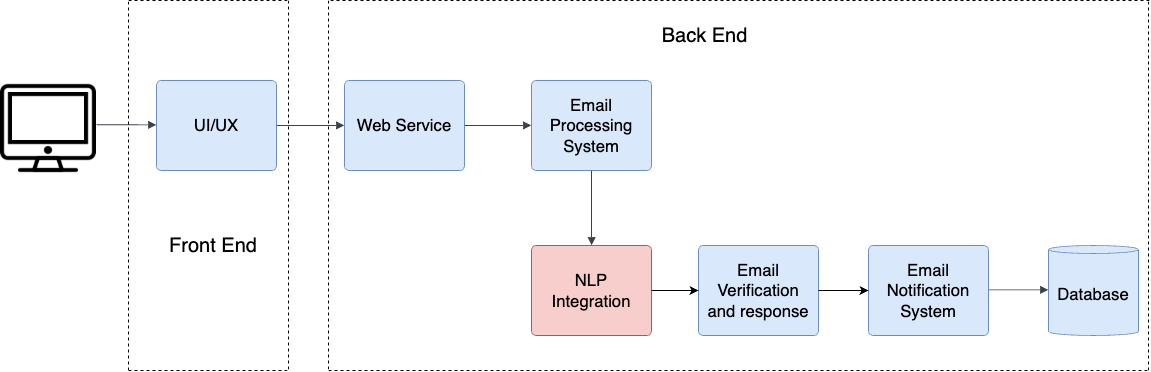 Back End
UI/UX
Web Service
Email
Processing
System
Front End
NLP
Integration
Email
Verification
and response
Email
Notification
System
Database